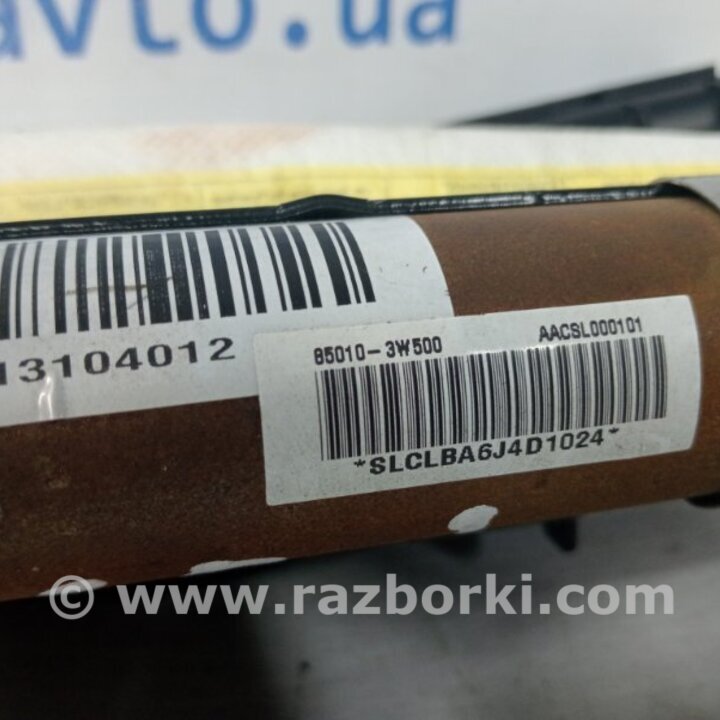 avto.ua
13104012
85010-3W500 AACSL000101
*SLCLBA6J4D1024*
© www.razborki.com